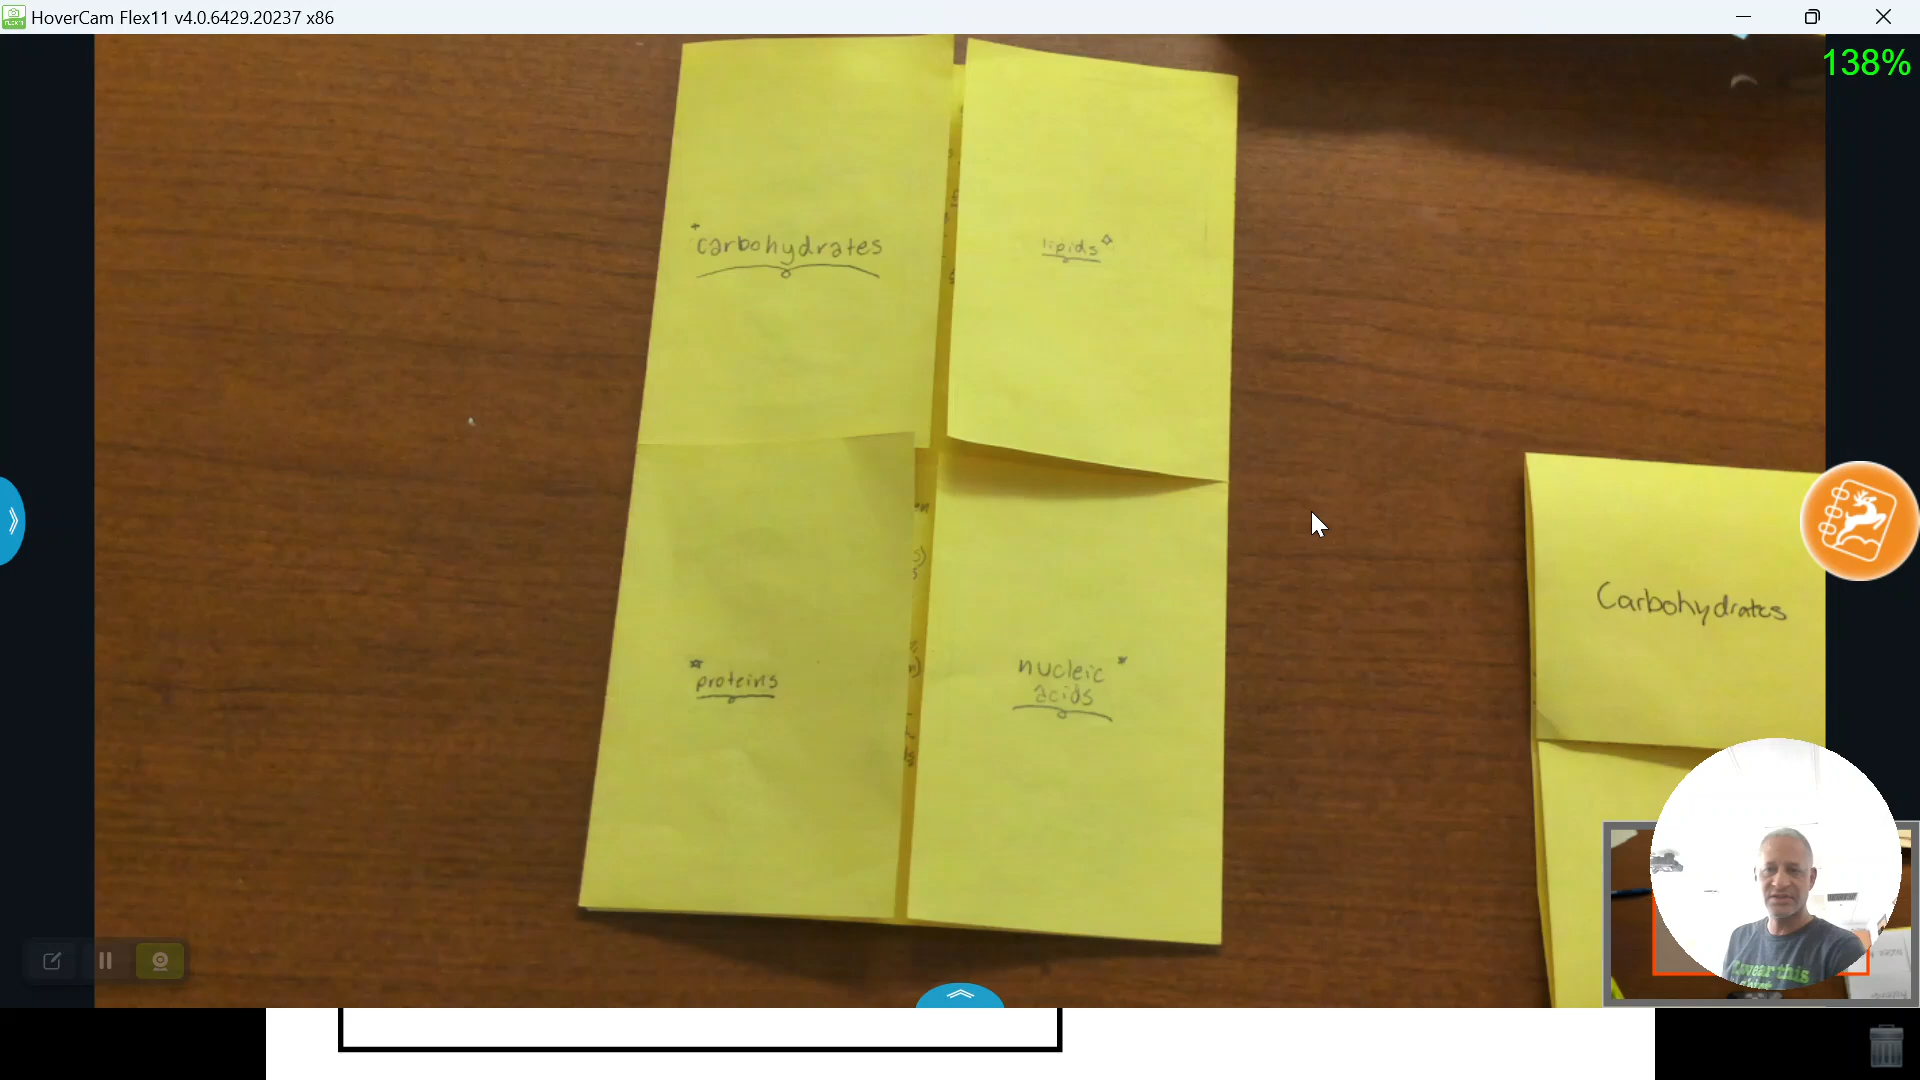 HoverCam Flex11 v4.0.6429.20237 x86
138%
carbohydrates
lipids
proteins
nucleic
acids
Carbohydrates